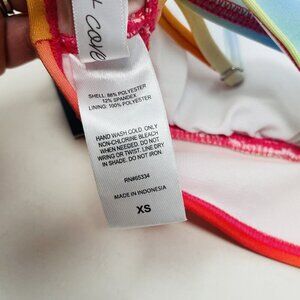 COVE
SHELL: 88% POLYESTER
12% SPANDEX
LINING: 100% POLYESTER
HAND WASH COLD. ONLY
NON-CHLORINE BLEACH
WHEN NEEDED. DO NOT
WRING OR TWIST. LINE DRY
IN SHADE. DO NOT IRON.
RN#65334
MADE IN INDONESIA
XS